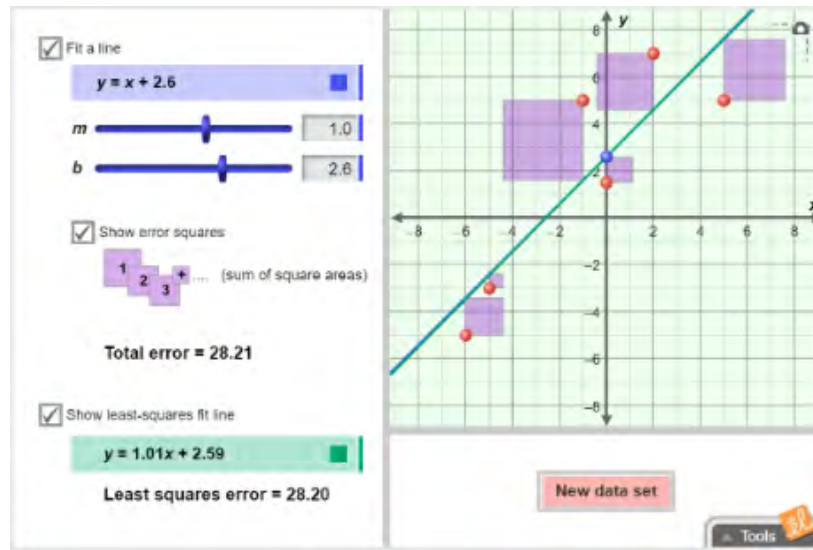 Fit a line
y = x + 2.6
m 1.0
b 2.6
Show error squares
1 2 3 + .... (sum of square areas)
Total error = 28.21
Show least-squares fit line
y = 1.01x + 2.59
Least squares error = 28.20
y
8
6
4
2
-8 -6 -4 -2 0 2 4 6 8 x
-2
-4
-6
-8
New data set
Tools